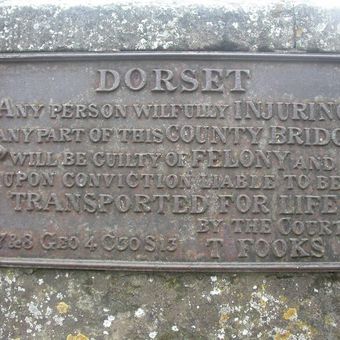 DORSET
ANY PERSON WILFULLY INJURING
ANY PART OF THIS COUNTY BRIDG
WILL BE GUILTY OF FELONY AND
UPON CONVICTION LIABLE TO BE
TRANSPORTED FOR LIFE
BY THE COURT
7&8 GEO 4 C30 S13 T FOOKS